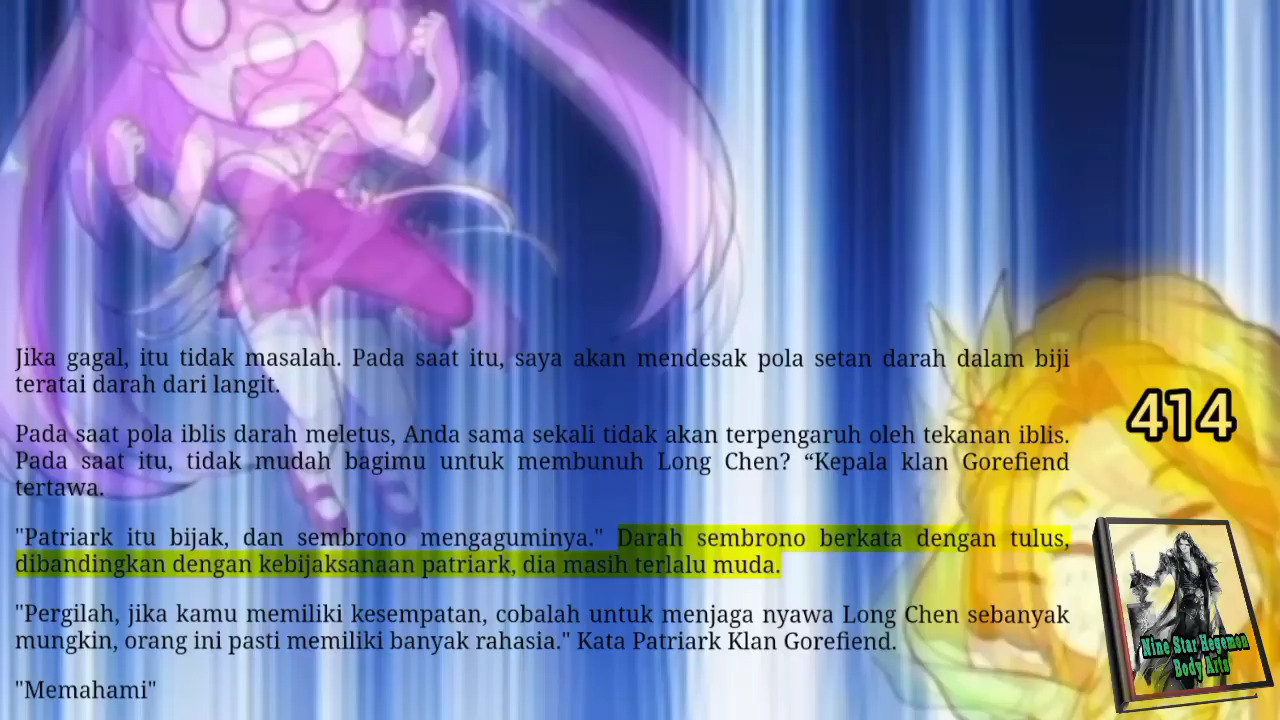 Jika gagal, itu tidak masalah. Pada saat itu, saya akan mendesak pola setan darah dalam biji
teratai darah dari langit.
Pada saat pola iblis darah meletus, Anda sama sekali tidak akan terpengaruh oleh tekanan iblis.
Pada saat itu, tidak mudah bagimu untuk membunuh Long Chen? “Kepala klan Gorefiend
tertawa.
"Patriark itu bijak, dan sembrono mengaguminya." Darah sembrono berkata dengan tulus,
dibandingkan dengan kebijaksanaan patriark, dia masih terlalu muda.
"Pergilah, jika kamu memiliki kesempatan, cobalah untuk menjaga nyawa Long Chen sebanyak
mungkin, orang ini pasti memiliki banyak rahasia." Kata Patriark Klan Gorefiend.
"Memahami"
414
Nine Star Hegemon
Body Arts